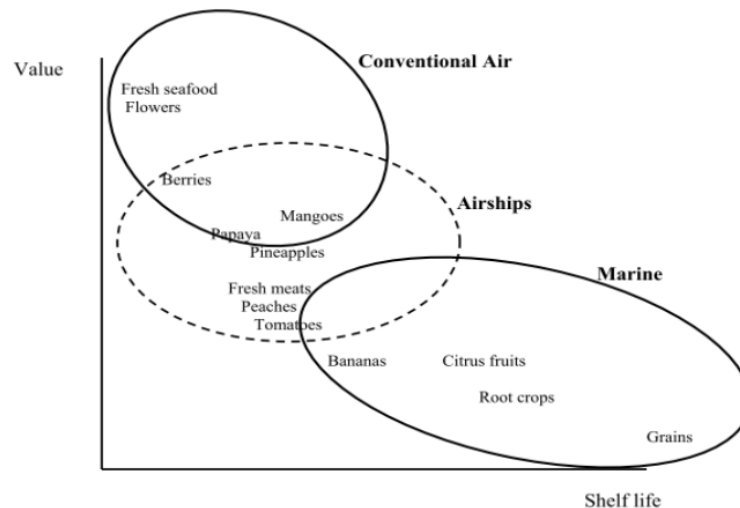 Conventional Air
Value
Fresh seafood
Flowers
Berries
Airships
Mangoes
Papaya
Pineapples
Marine
Fresh meats
Peaches
Tomatoes
Bananas
Citrus fruits
Root crops
Grains
Shelf life